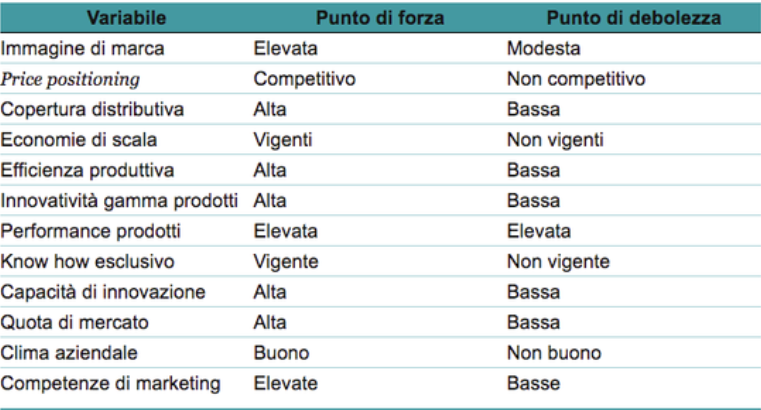 Variabile Punto di forza Punto di debolezza
Immagine di marca Elevata Modesta
Price positioning Competitivo Non competitivo
Copertura distributiva Alta Bassa
Economie di scala Vigenti Non vigenti
Efficienza produttiva Alta Bassa
Innovatività gamma prodotti Alta Bassa
Performance prodotti Elevata Elevata
Know how esclusivo Vigente Non vigente
Capacità di innovazione Alta Bassa
Quota di mercato Alta Bassa
Clima aziendale Buono Non buono
Competenze di marketing Elevate Basse